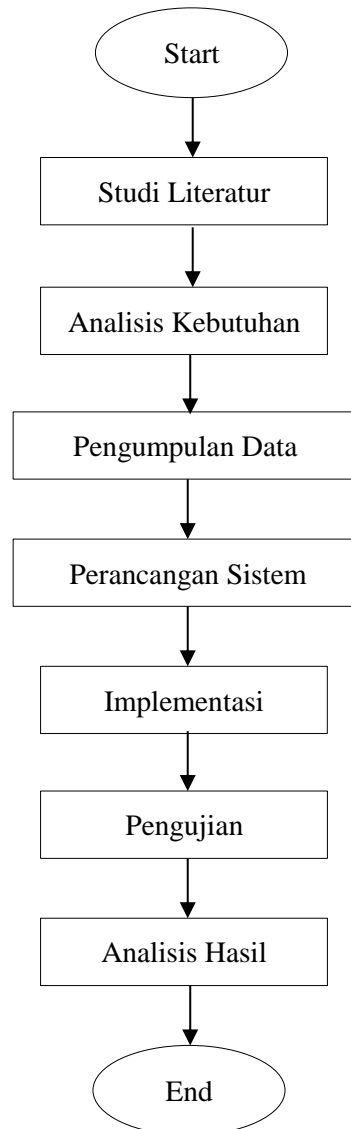 Start
Studi Literatur
Analisis Kebutuhan
Pengumpulan Data
Perancangan Sistem
Implementasi
Pengujian
Analisis Hasil
End